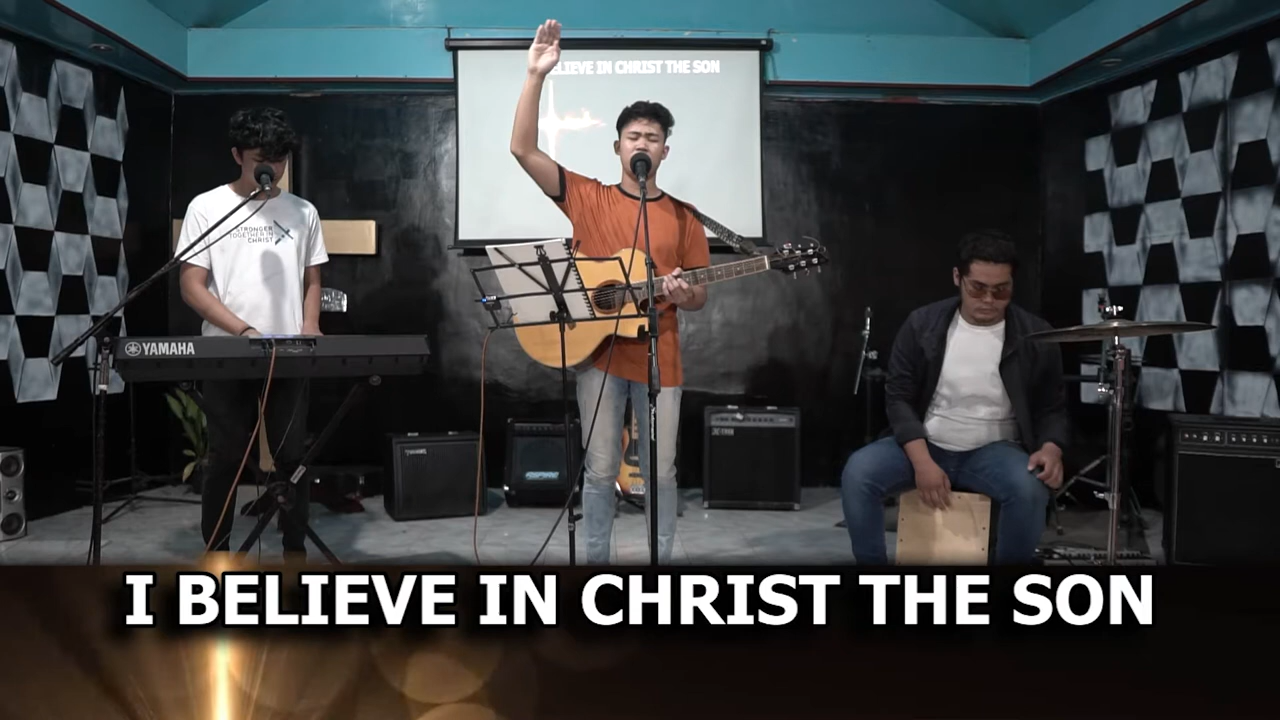 BELIEVE IN CHRIST THE SON
STRONGER
TOGETHER IN
CHRIST
YAMAHA
I BELIEVE IN CHRIST THE SON